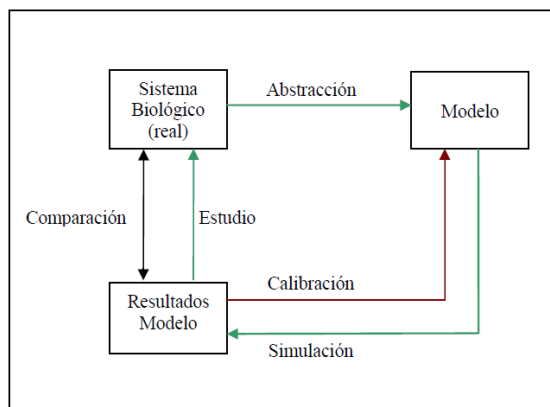 Sistema
Biológico
(real)
Abstracción
Modelo
Comparación
Estudio
Calibración
Resultados
Modelo
Simulación